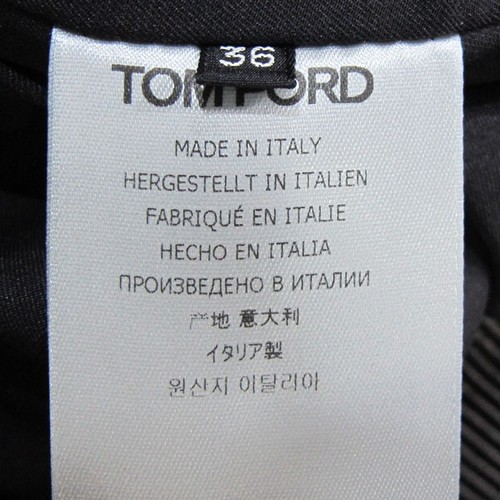 36
TOM FORD
MADE IN ITALY
HERGESTELLT IN ITALIEN
FABRIQUÉ EN ITALIE
HECHO EN ITALIA
ПРОИЗВЕДЕНО В ИТАЛИИ
产地 意大利
イタリア製
원산지 이탈리아